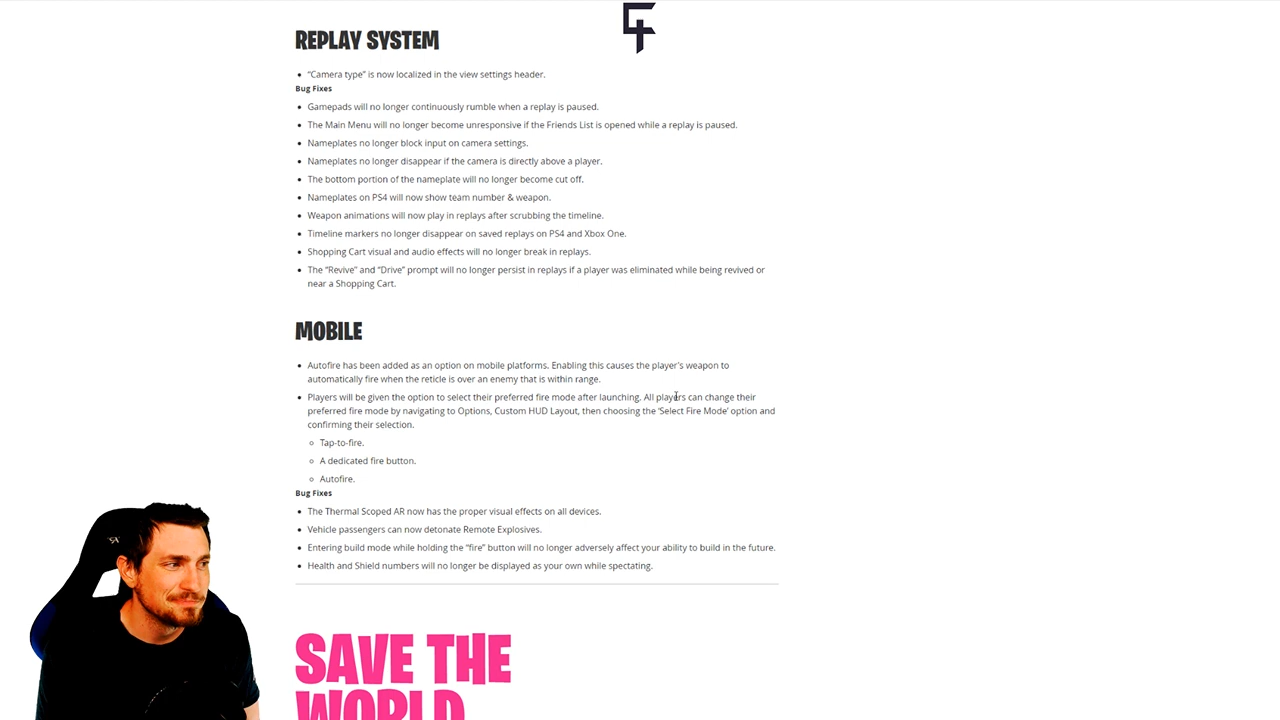 REPLAY SYSTEM
• "Camera type" is now localized in the view settings header.
Bug Fixes
• Gamepads will no longer continuously rumble when a replay is paused.
• The Main Menu will no longer become unresponsive if the Friends List is opened while a replay is paused.
• Nameplates no longer block input on camera settings.
• Nameplates no longer disappear if the camera is directly above a player.
• The bottom portion of the nameplate will no longer become cut off.
• Nameplates on PS4 will now show team number & weapon.
• Weapon animations will now play in replays after scrubbing the timeline.
• Timeline markers no longer disappear on saved replays on PS4 and Xbox One.
• Shopping Cart visual and audio effects will no longer break in replays.
• The “Revive” and “Drive” prompt will no longer persist in replays if a player was eliminated while being revived or
near a Shopping Cart.
MOBILE
• Autofire has been added as an option on mobile platforms. Enabling this causes the player's weapon to
automatically fire when the reticle is over an enemy that is within range.
• Players will be given the option to select their preferred fire mode after launching. All players can change their
preferred fire mode by navigating to Options, Custom HUD Layout, then choosing the ‘Select Fire Mode’ option and
confirming their selection.
◦ Tap-to-fire.
◦ A dedicated fire button.
◦ Autofire.
Bug Fixes
• The Thermal Scoped AR now has the proper visual effects on all devices.
• Vehicle passengers can now detonate Remote Explosives.
• Entering build mode while holding the “fire” button will no longer adversely affect your ability to build in the future.
• Health and Shield numbers will no longer be displayed as your own while spectating.
SAVE THE
WORLD